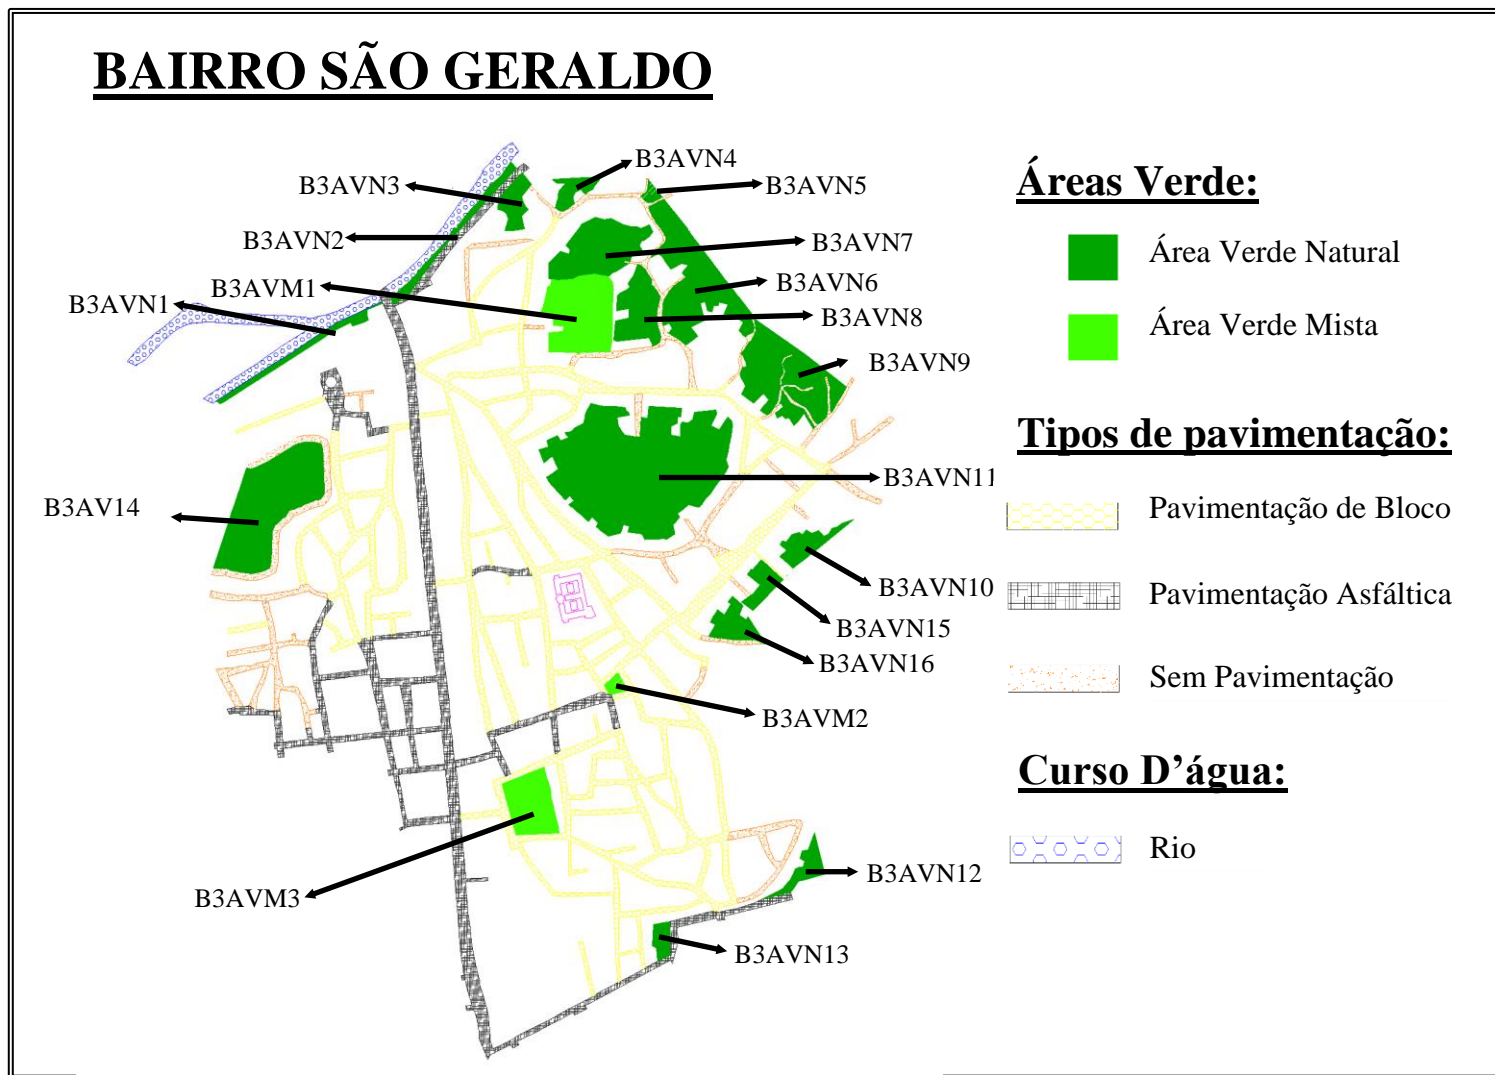 BAIRRO SÃO GERALDO
B3AVN4
B3AVN3
B3AVN5
B3AVN2
B3AVN7
B3AVM1
B3AVN6
B3AVN1
B3AVN8
B3AVN9
B3AVN11
B3AV14
B3AVN10
B3AVN15
B3AVN16
B3AVM2
B3AVM3
B3AVN12
B3AVN13
Áreas Verde:
Área Verde Natural
Área Verde Mista
Tipos de pavimentação:
Pavimentação de Bloco
Pavimentação Asfáltica
Sem Pavimentação
Curso D’água:
Rio